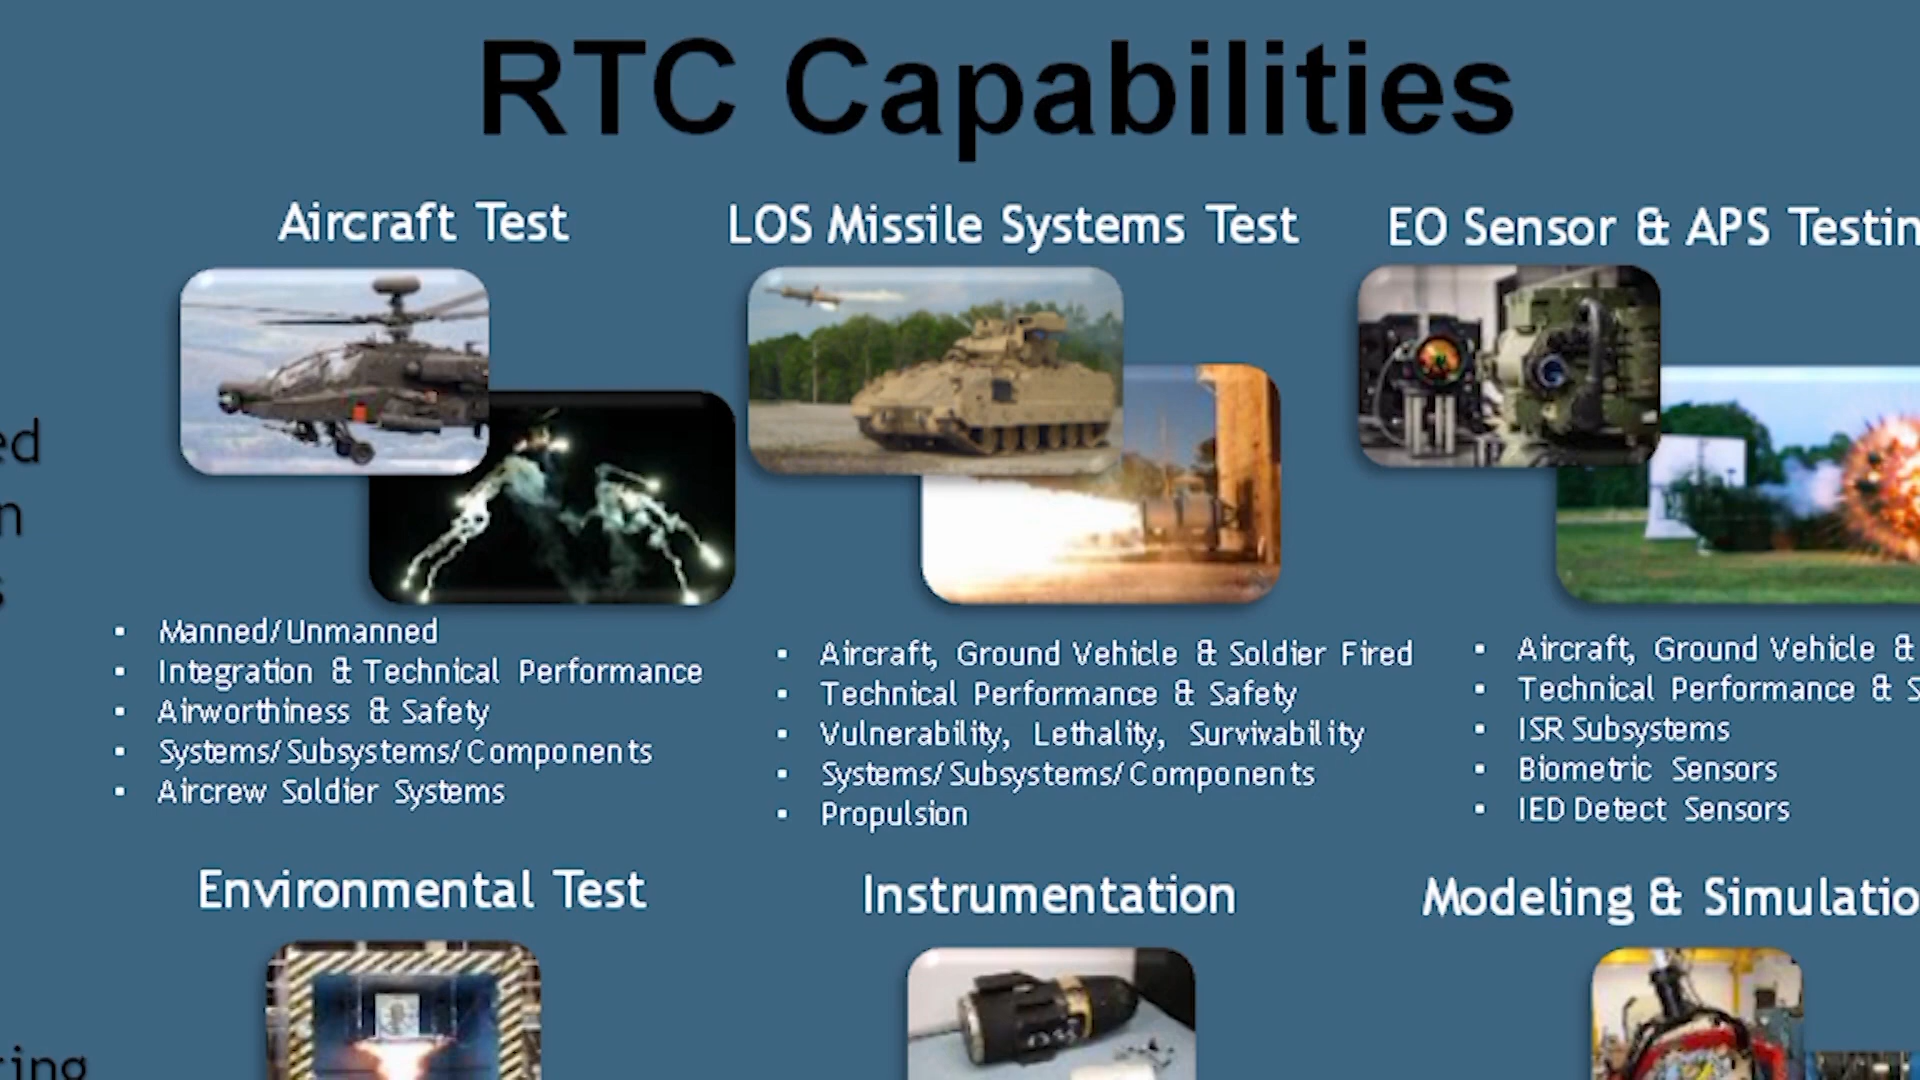 RTC Capabilities
Aircraft Test
LOS Missile Systems Test
EO Sensor & APS Testin
ed
n
s
Manned/Unmanned
Integration & Technical Performance
Airworthiness & Safety
Systems/Subsystems/Components
Aircrew Soldier Systems
Aircraft, Ground Vehicle & Soldier Fired
Technical Performance & Safety
Vulnerability, Lethality, Survivability
Systems/Subsystems/Components
Propulsion
Aircraft, Ground Vehicle &
Technical Performance & S
ISR Subsystems
Biometric Sensors
IED Detect Sensors
Environmental Test
Instrumentation
Modeling & Simulatio
ing